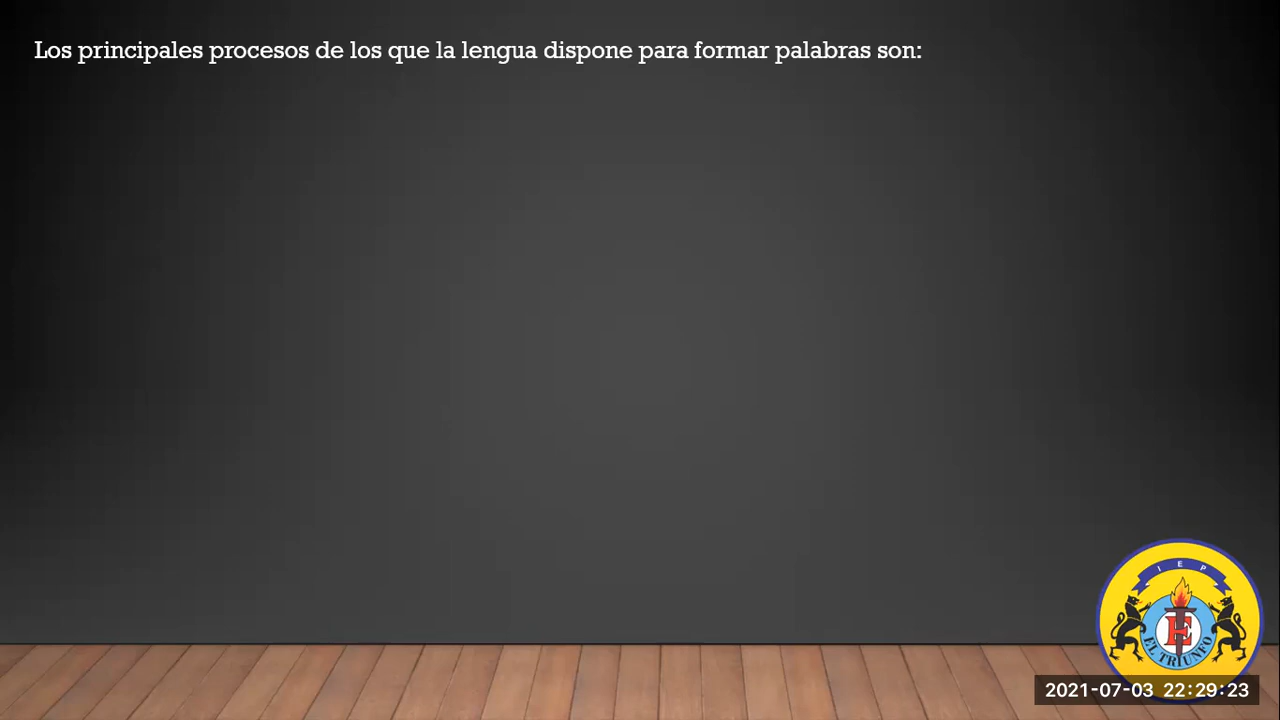 Los principales procesos de los que la lengua dispone para formar palabras son:
I E P
E
EL TRIUNFO
2021-07-03 22:29:23